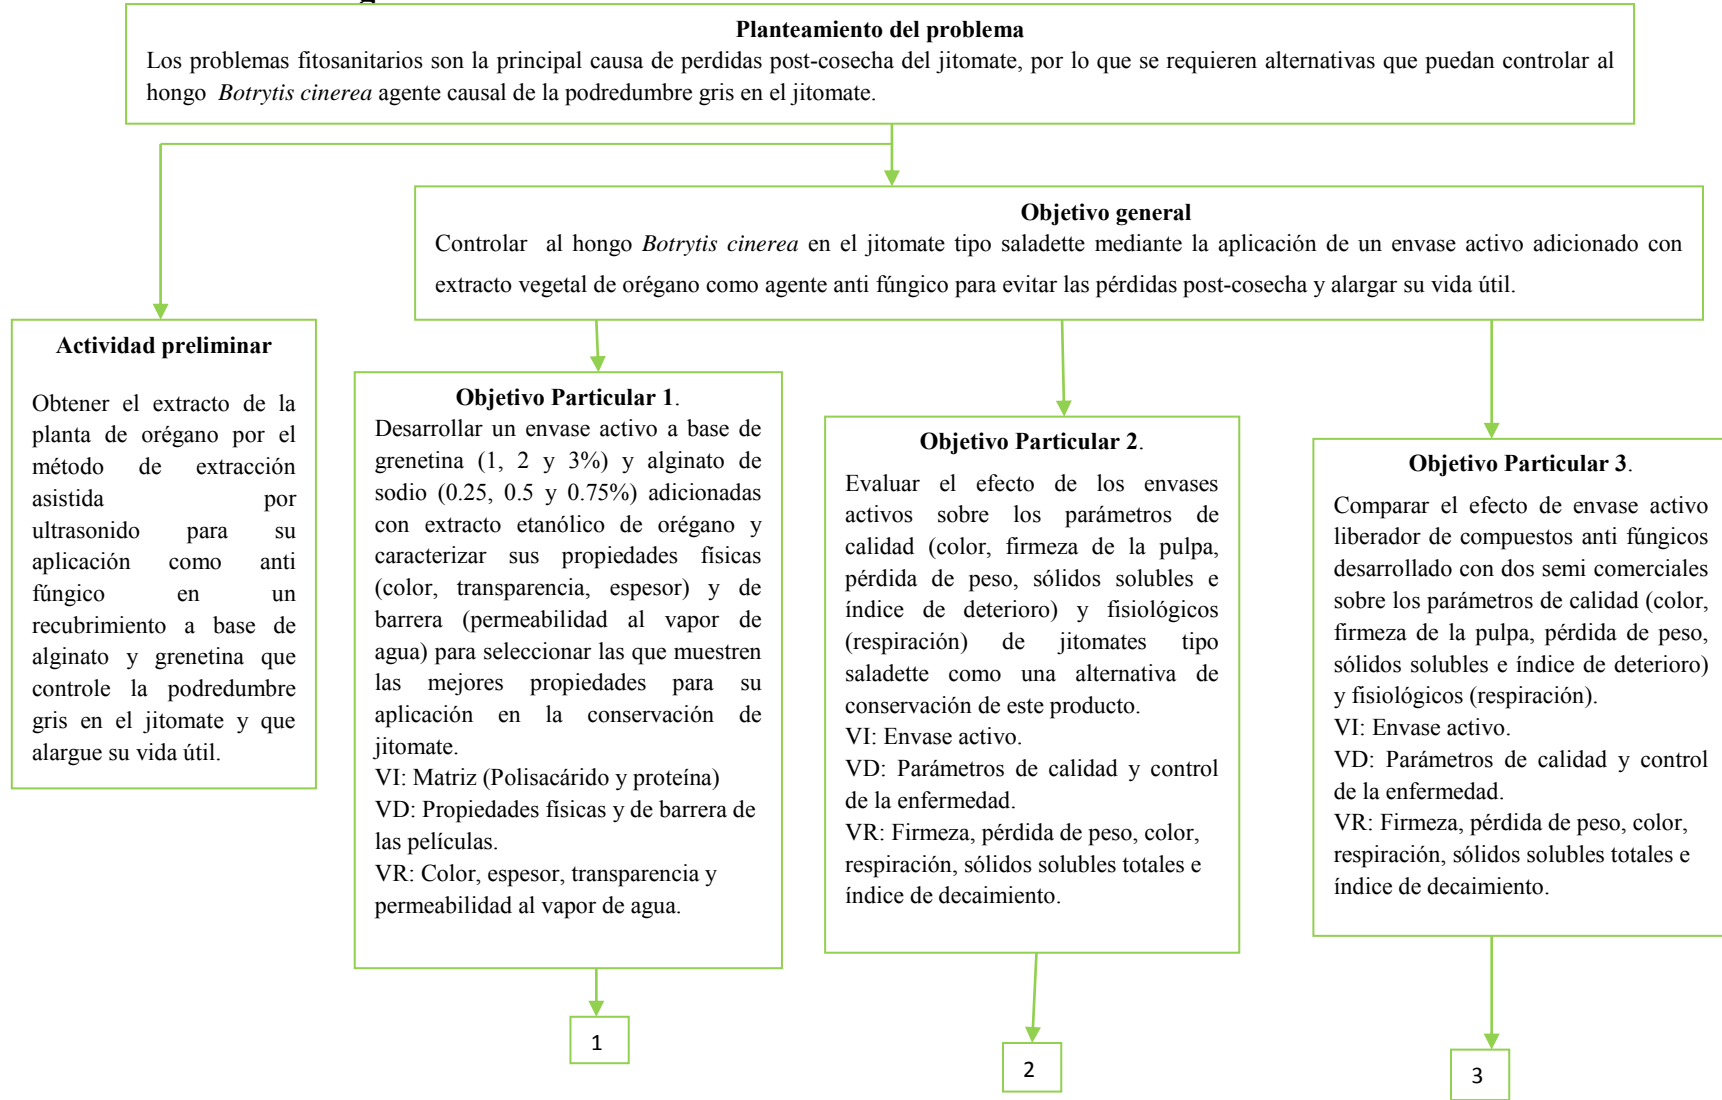 Planteamiento del problema
Los problemas fitosanitarios son la principal causa de perdidas post-cosecha del jitomate, por lo que se requieren alternativas que puedan controlar al
hongo Botrytis cinerea agente causal de la podredumbre gris en el jitomate.
Objetivo general
Controlar al hongo Botrytis cinerea en el jitomate tipo saladette mediante la aplicación de un envase activo adicionado con
extracto vegetal de orégano como agente anti fúngico para evitar las pérdidas post-cosecha y alargar su vida útil.
Actividad preliminar
Obtener el extracto de la
planta de orégano por el
método de extracción
asistida por
ultrasonido para su
aplicación como anti
fúngico en un
recubrimiento a base de
alginato y grenetina que
controle la podredumbre
gris en el jitomate y que
alargue su vida útil.
Objetivo Particular 1.
Desarrollar un envase activo a base de
grenetina (1, 2 y 3%) y alginato de
sodio (0.25, 0.5 y 0.75%) adicionadas
con extracto etanólico de orégano y
caracterizar sus propiedades físicas
(color, transparencia, espesor) y de
barrera (permeabilidad al vapor de
agua) para seleccionar las que muestren
las mejores propiedades para su
aplicación en la conservación de
jitomate.
VI: Matriz (Polisacárido y proteína)
VD: Propiedades físicas y de barrera de
las películas.
VR: Color, espesor, transparencia y
permeabilidad al vapor de agua.
Objetivo Particular 2.
Evaluar el efecto de los envases
activos sobre los parámetros de
calidad (color, firmeza de la pulpa,
pérdida de peso, sólidos solubles e
índice de deterioro) y fisiológicos
(respiración) de jitomates tipo
saladette como una alternativa de
conservación de este producto.
VI: Envase activo.
VD: Parámetros de calidad y control
de la enfermedad.
VR: Firmeza, pérdida de peso, color,
respiración, sólidos solubles totales e
índice de decaimiento.
Objetivo Particular 3.
Comparar el efecto de envase activo
liberador de compuestos anti fúngicos
desarrollado con dos semi comerciales
sobre los parámetros de calidad (color,
firmeza de la pulpa, pérdida de peso,
sólidos solubles e índice de deterioro)
y fisiológicos (respiración).
VI: Envase activo.
VD: Parámetros de calidad y control
de la enfermedad.
VR: Firmeza, pérdida de peso, color,
respiración, sólidos solubles totales e
índice de decaimiento.
1
2
3